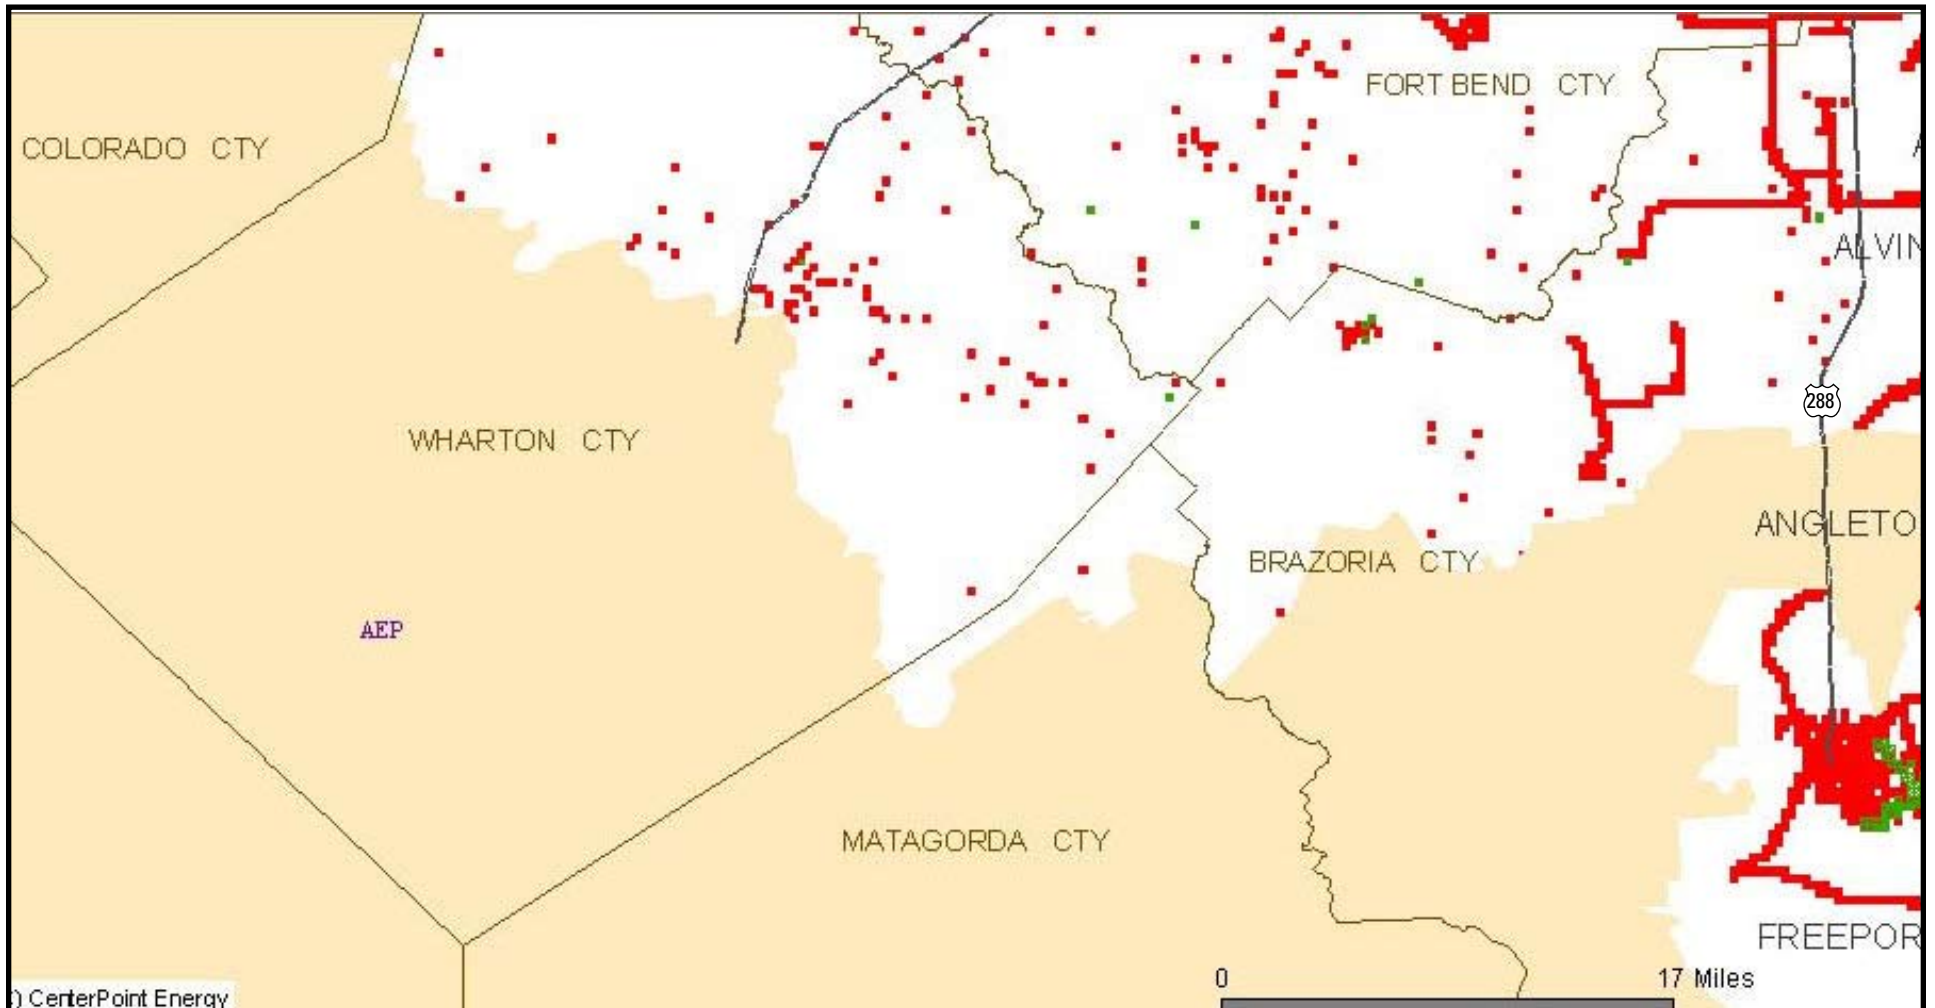 FORT BEND CTY
COLORADO CTY
ALVIN
288
WHARTON CTY
ANGLETO
BRAZORIA CTY
AEP
MATAGORDA CTY
FREEPOR
0 17 Miles
) CenterPoint Energy